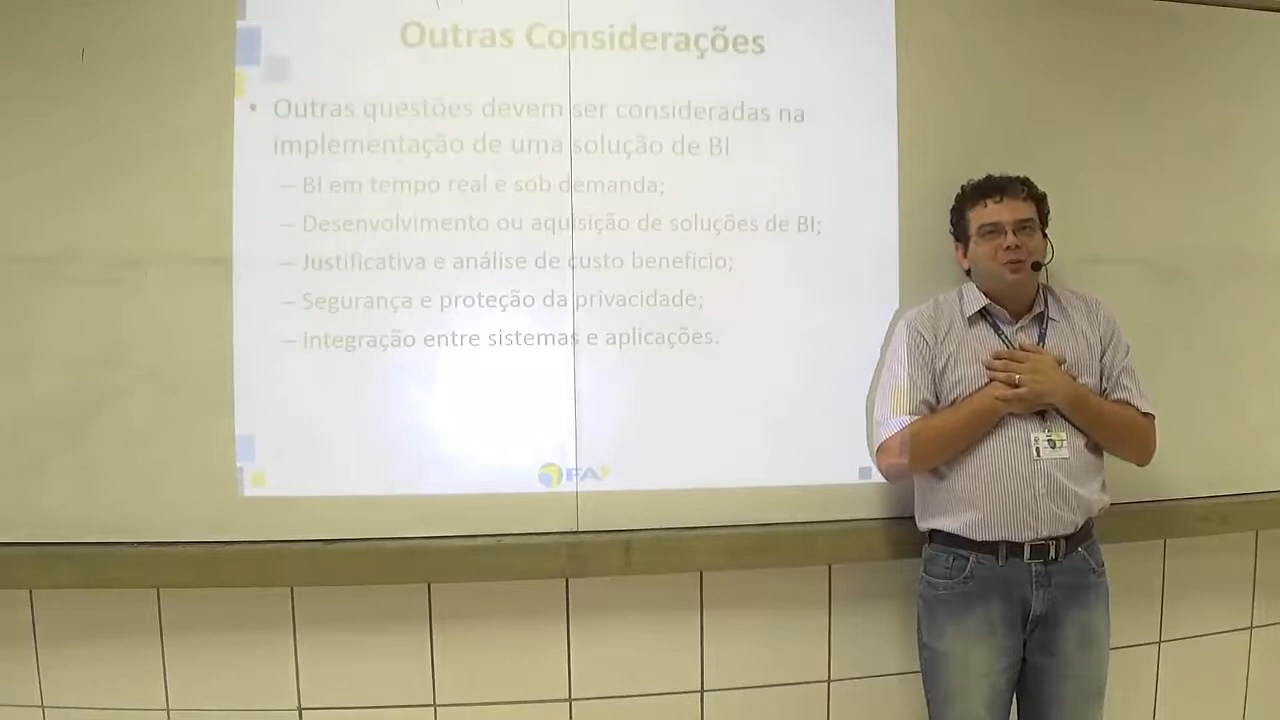 Outras Considerações
• Outras questões devem ser consideradas na
implementação de uma solução de BI
– BI em tempo real e sob demanda;
– Desenvolvimento ou aquisição de soluções de BI;
– Justificativa e análise de custo benefício;
– Segurança e proteção da privacidade;
– Integração entre sistemas e aplicações.
FA7